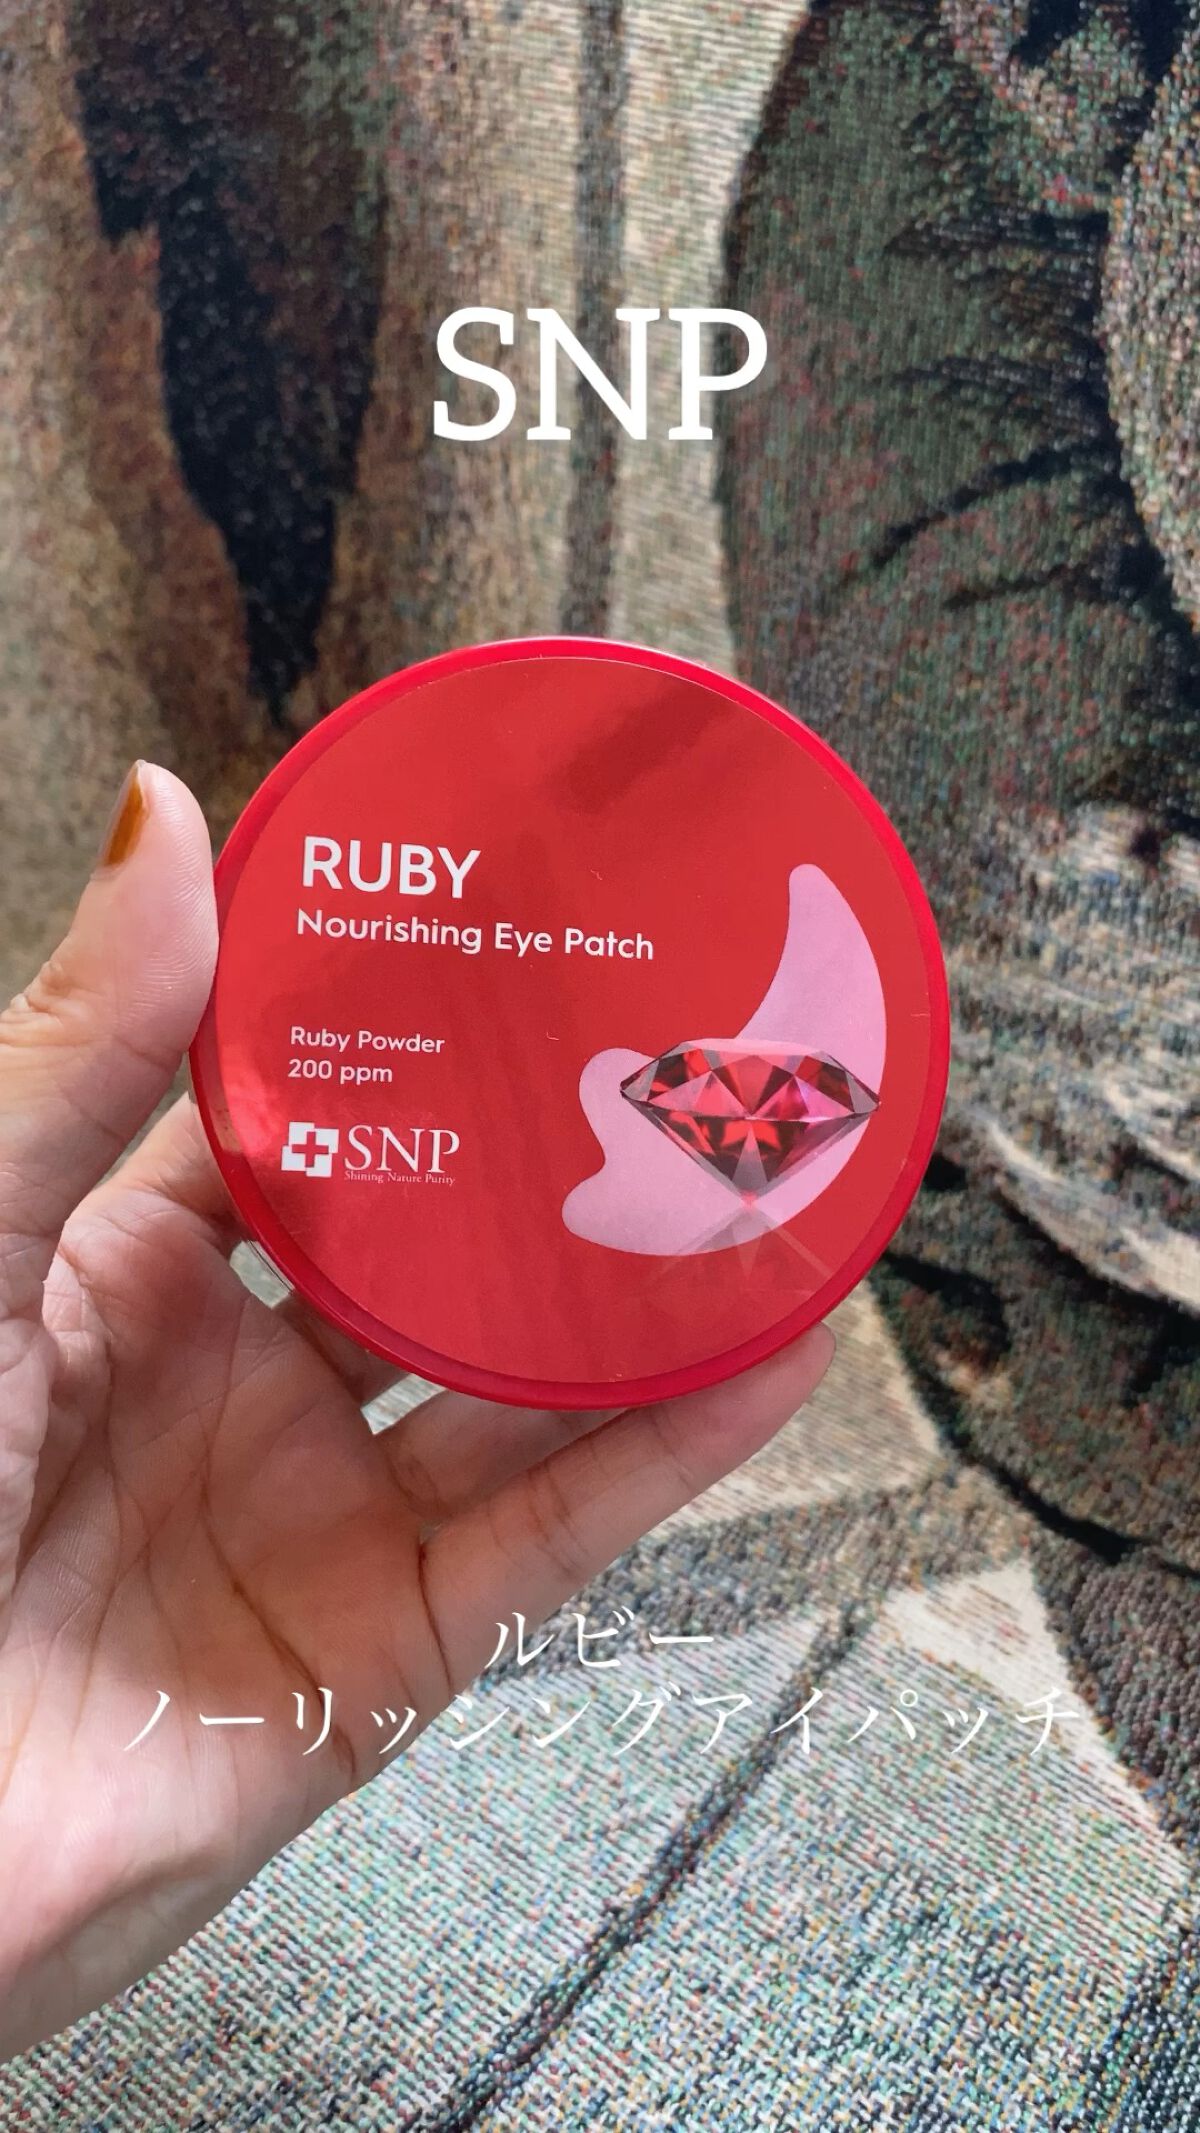 SNP
RUBY
Nourishing Eye Patch
Ruby Powder
200 ppm
SNP
Shining Nature Purity
ルビー
ノーリッシングアイパッチ